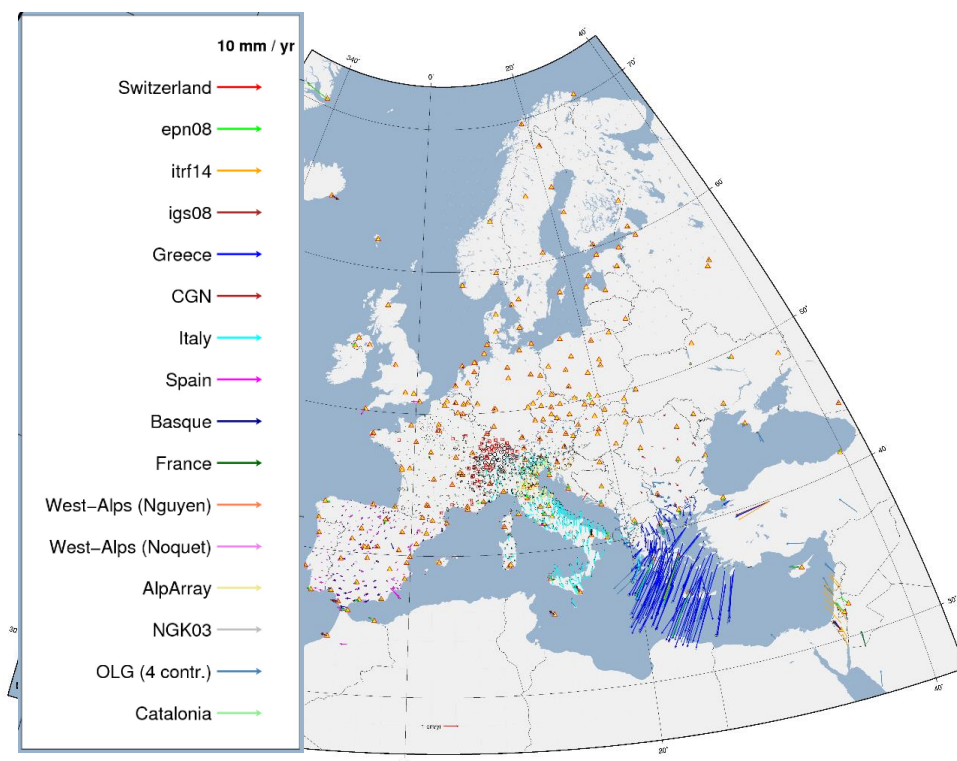 10 mm / yr
Switzerland
epn08
itrf14
igs08
Greece
CGN
Italy
Spain
Basque
France
West-Alps (Nguyen)
West-Alps (Noquet)
AlpArray
NGK03
OLG (4 contr.)
Catalonia
340˚
0˚
20˚
40˚
70˚
60˚
50˚
40˚
30˚
30
40˚
20˚